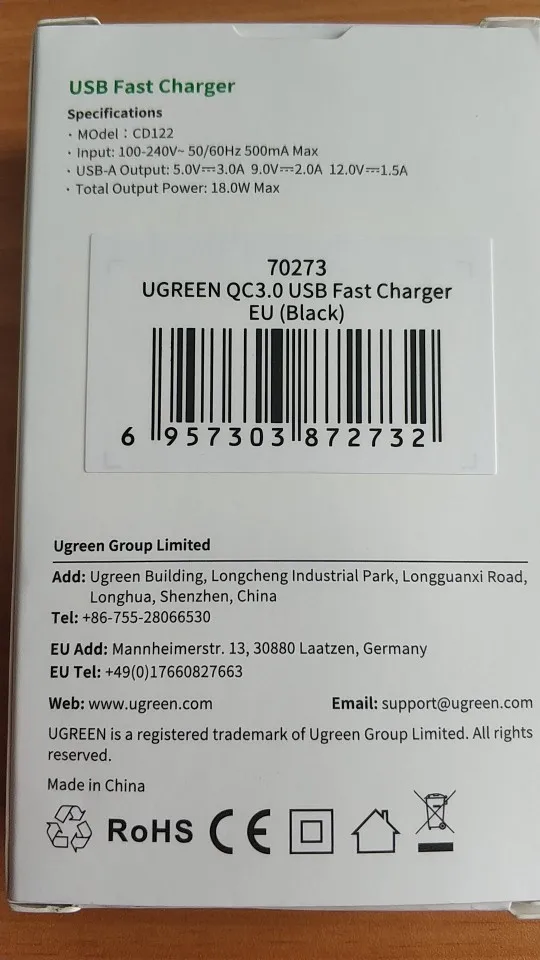 USB Fast Charger
Specifications
· MOdel：CD122
· Input: 100-240V~ 50/60Hz 500mA Max
· USB-A Output: 5.0V⎓3.0A 9.0V⎓2.0A 12.0V⎓1.5A
· Total Output Power: 18.0W Max
70273
UGREEN QC3.0 USB Fast Charger
EU (Black)
6 957303 872732
Ugreen Group Limited
Add: Ugreen Building, Longcheng Industrial Park, Longguanxi Road,
Longhua, Shenzhen, China
Tel: +86-755-28066530
EU Add: Mannheimerstr. 13, 30880 Laatzen, Germany
EU Tel: +49(0)17660827663
Web: www.ugreen.com Email: support@ugreen.com
UGREEN is a registered trademark of Ugreen Group Limited. All rights
reserved.
Made in China
RoHS CE